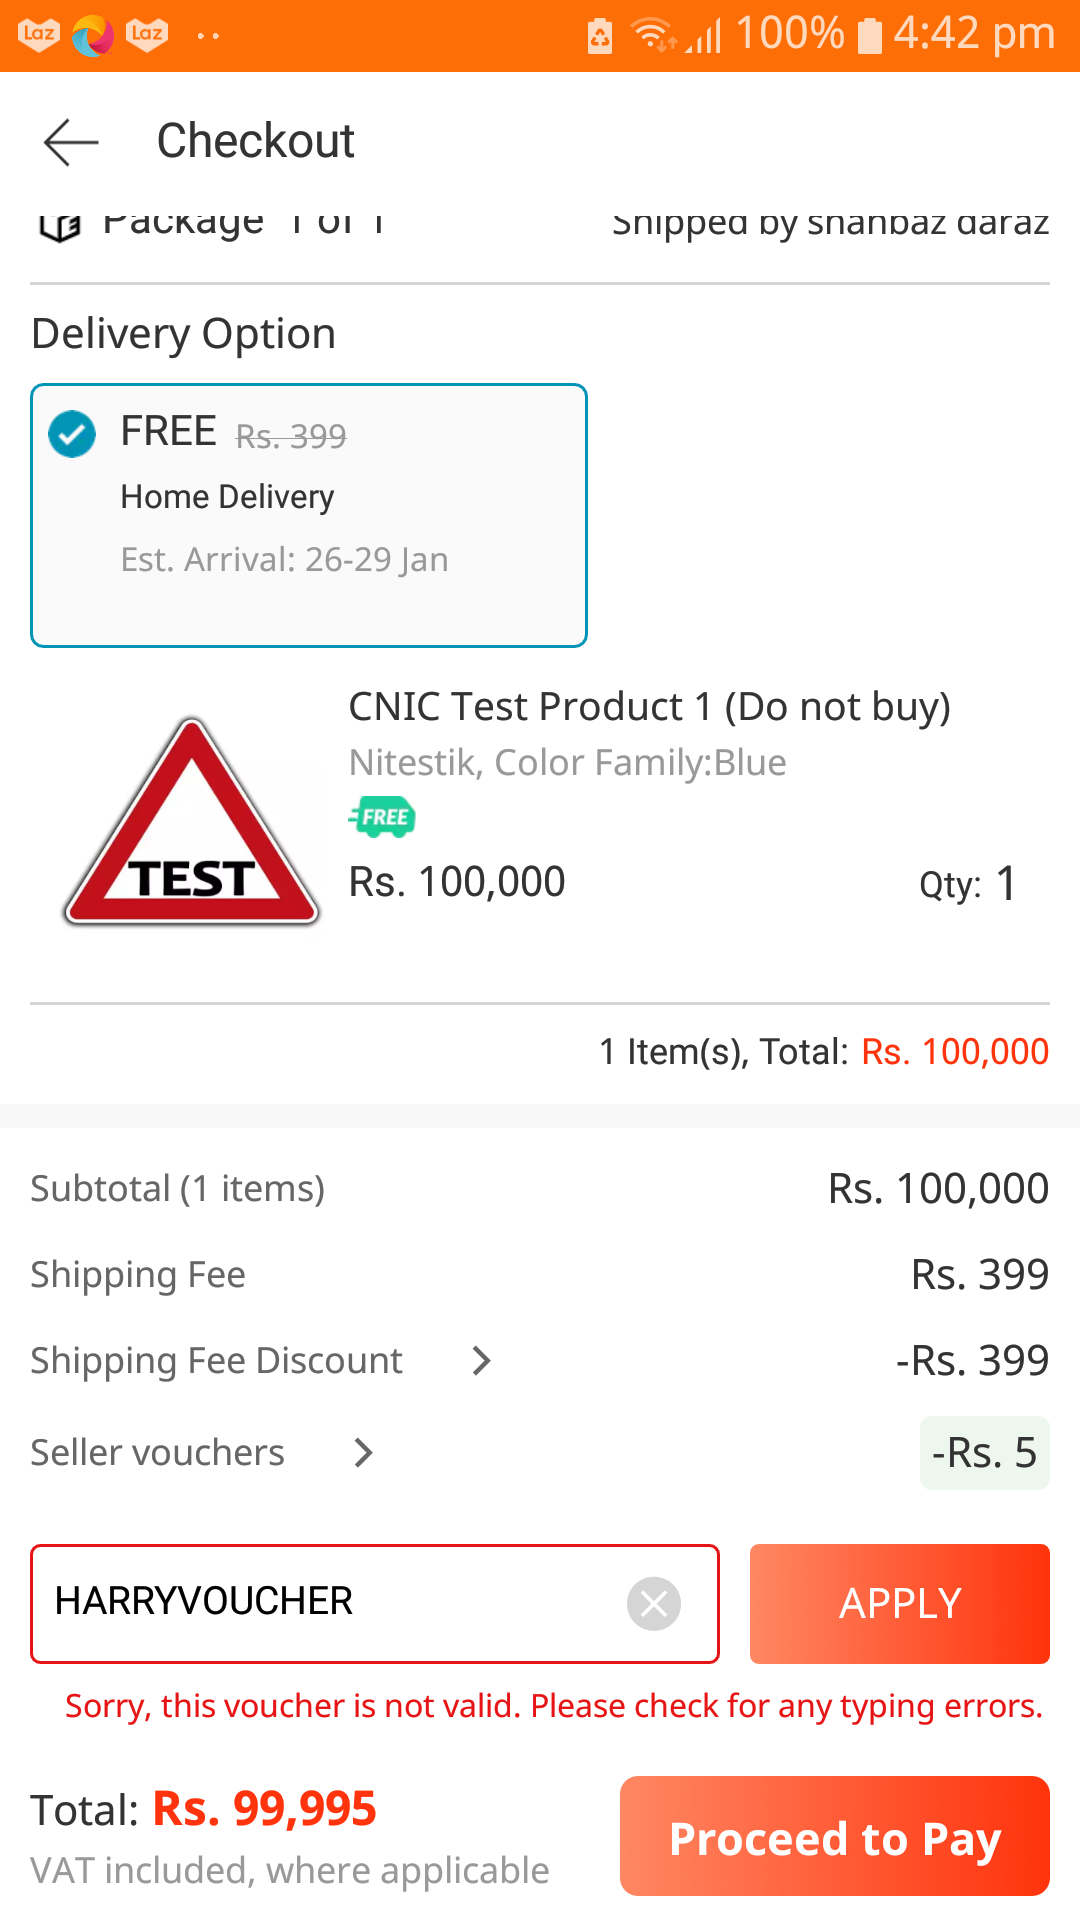 Laz Laz 100% 4:42 pm
Checkout
Package 1 of 1 Shipped by shahbaz daraz
Delivery Option
FREE Rs. 399
Home Delivery
Est. Arrival: 26-29 Jan
CNIC Test Product 1 (Do not buy)
Nitestik, Color Family:Blue
FREE
TEST
Rs. 100,000 Qty: 1
1 Item(s), Total: Rs. 100,000
Subtotal (1 items) Rs. 100,000
Shipping Fee Rs. 399
Shipping Fee Discount -Rs. 399
Seller vouchers -Rs. 5
HARRYVOUCHER APPLY
Sorry, this voucher is not valid. Please check for any typing errors.
Total: Rs. 99,995
VAT included, where applicable
Proceed to Pay